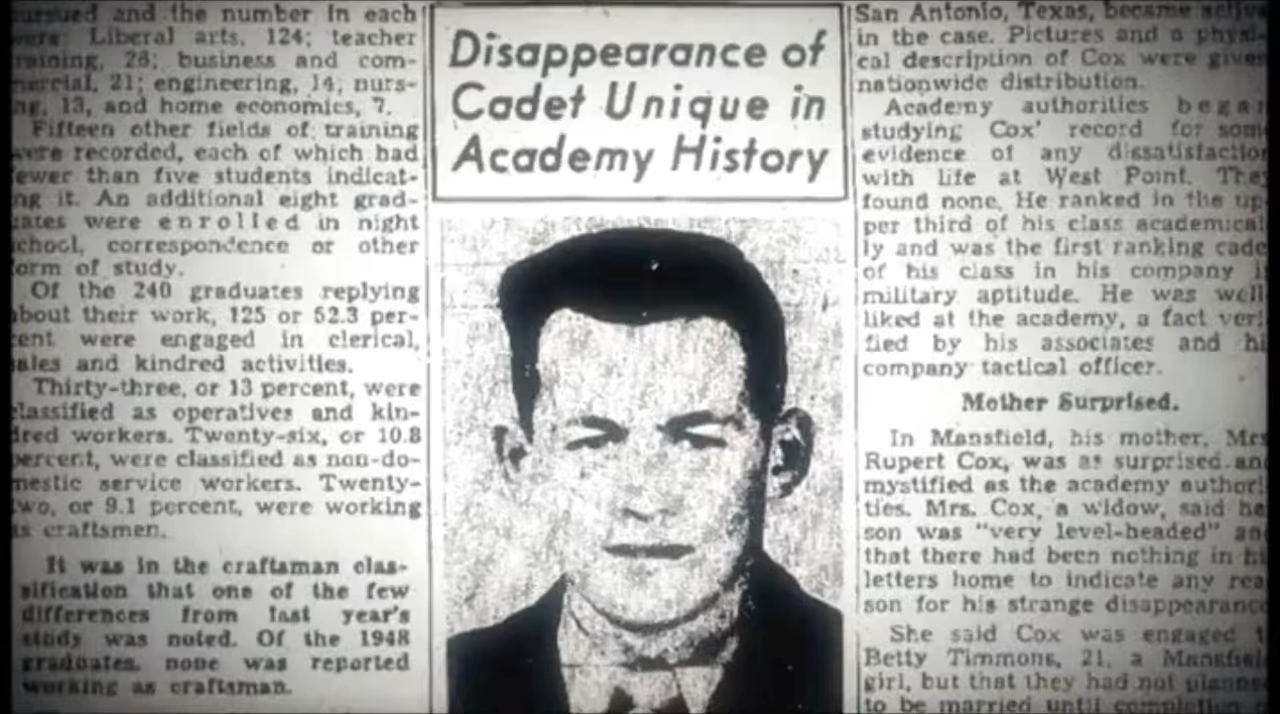 and the number in each
Liberal arts, 124; teacher
training, 28; business and com-
mercial, 21; engineering, 14; nurs-
ing, 13, and home economics, 7.
Fifteen other fields of training
were recorded, each of which had
fewer than five students indicat-
ing it. An additional eight grad-
uates were enrolled in night
school, correspondence or other
form of study.
Of the 240 graduates replying
about their work, 125 or 52.3 per-
cent were engaged in clerical,
sales and kindred activities.
Thirty-three, or 13 percent, were
classified as operatives and kin-
dred workers. Twenty-six, or 10.8
percent, were classified as non-do-
mestic service workers. Twenty-
two, or 9.1 percent, were working
as craftsmen.
It was in the craftsman clas-
sification that one of the few
differences from last year's
study was noted. Of the 1948
graduates, none was reported
working as craftsman.
Disappearance of
Cadet Unique in
Academy History
San Antonio, Texas, became active
in the case. Pictures and a physi-
cal description of Cox were given
nationwide distribution.
Academy authorities began
studying Cox' record for some
evidence of any dissatisfaction
with life at West Point. They
found none. He ranked in the up-
per third of his class academical-
ly and was the first ranking cadet
of his class in his company in
military aptitude. He was well
liked at the academy, a fact veri-
fied by his associates and his
company tactical officer.
Mother Surprised.
In Mansfield, his mother, Mrs.
Rupert Cox, was as surprised and
mystified as the academy authori-
ties. Mrs. Cox, a widow, said her
son was "very level-headed" and
that there had been nothing in his
letters home to indicate any rea-
son for his strange disappearance.
She said Cox was engaged to
Betty Timmons, 21, a Mansfield
girl, but that they had not planned
to be married until completion of